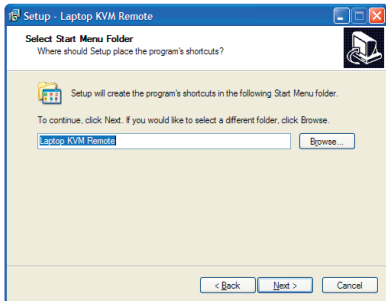 Setup - Laptop KVM Remote
Select Start Menu Folder
Where should Setup place the program's shortcuts?
Setup will create the program's shortcuts in the following Start Menu folder.
To continue, click Next. If you would like to select a different folder, click Browse.
Laptop KVM Remote
Browse...
< Back
Next >
Cancel